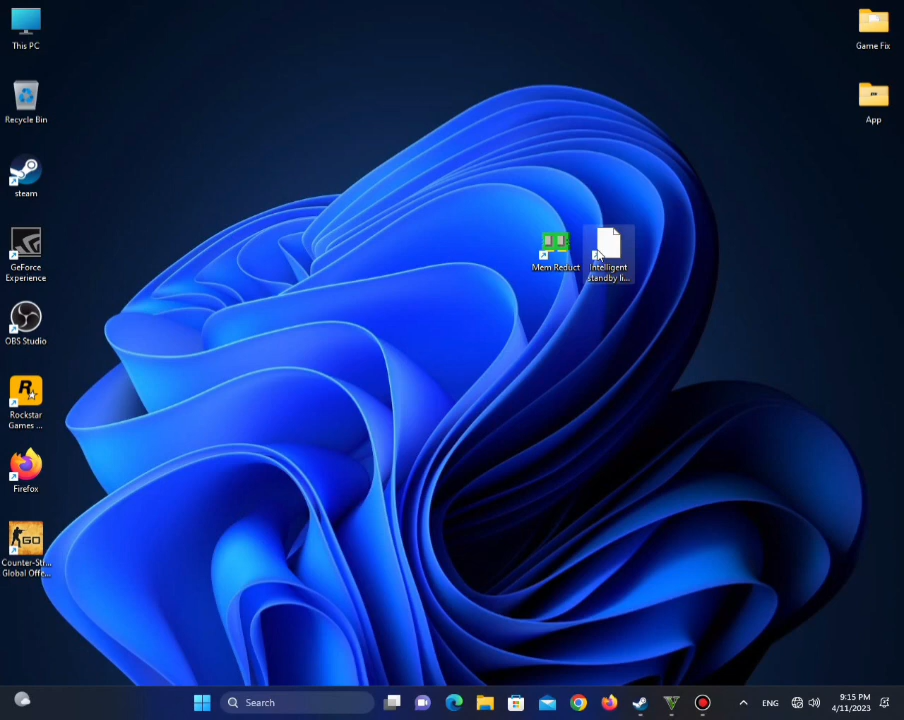 This PC
Recycle Bin
steam
GeForce
Experience
OBS Studio
Rockstar
Games ...
Firefox
GO
Counter-Str...
Global Offe...
Mem Reduct
Intelligent
standby li...
Game Fix
App
Search
ENG
9:15 PM
4/11/2023